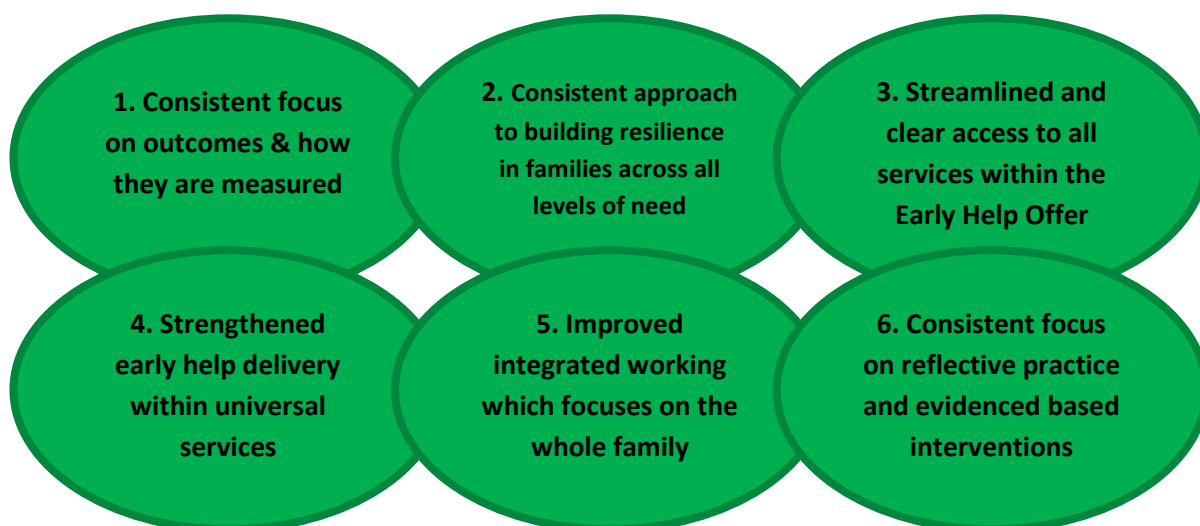 1. Consistent focus
on outcomes & how
they are measured
2. Consistent approach
to building resilience
in families across all
levels of need
3. Streamlined and
clear access to all
services within the
Early Help Offer
4. Strengthened
early help delivery
within universal
services
5. Improved
integrated working
which focuses on the
whole family
6. Consistent focus
on reflective practice
and evidenced based
interventions